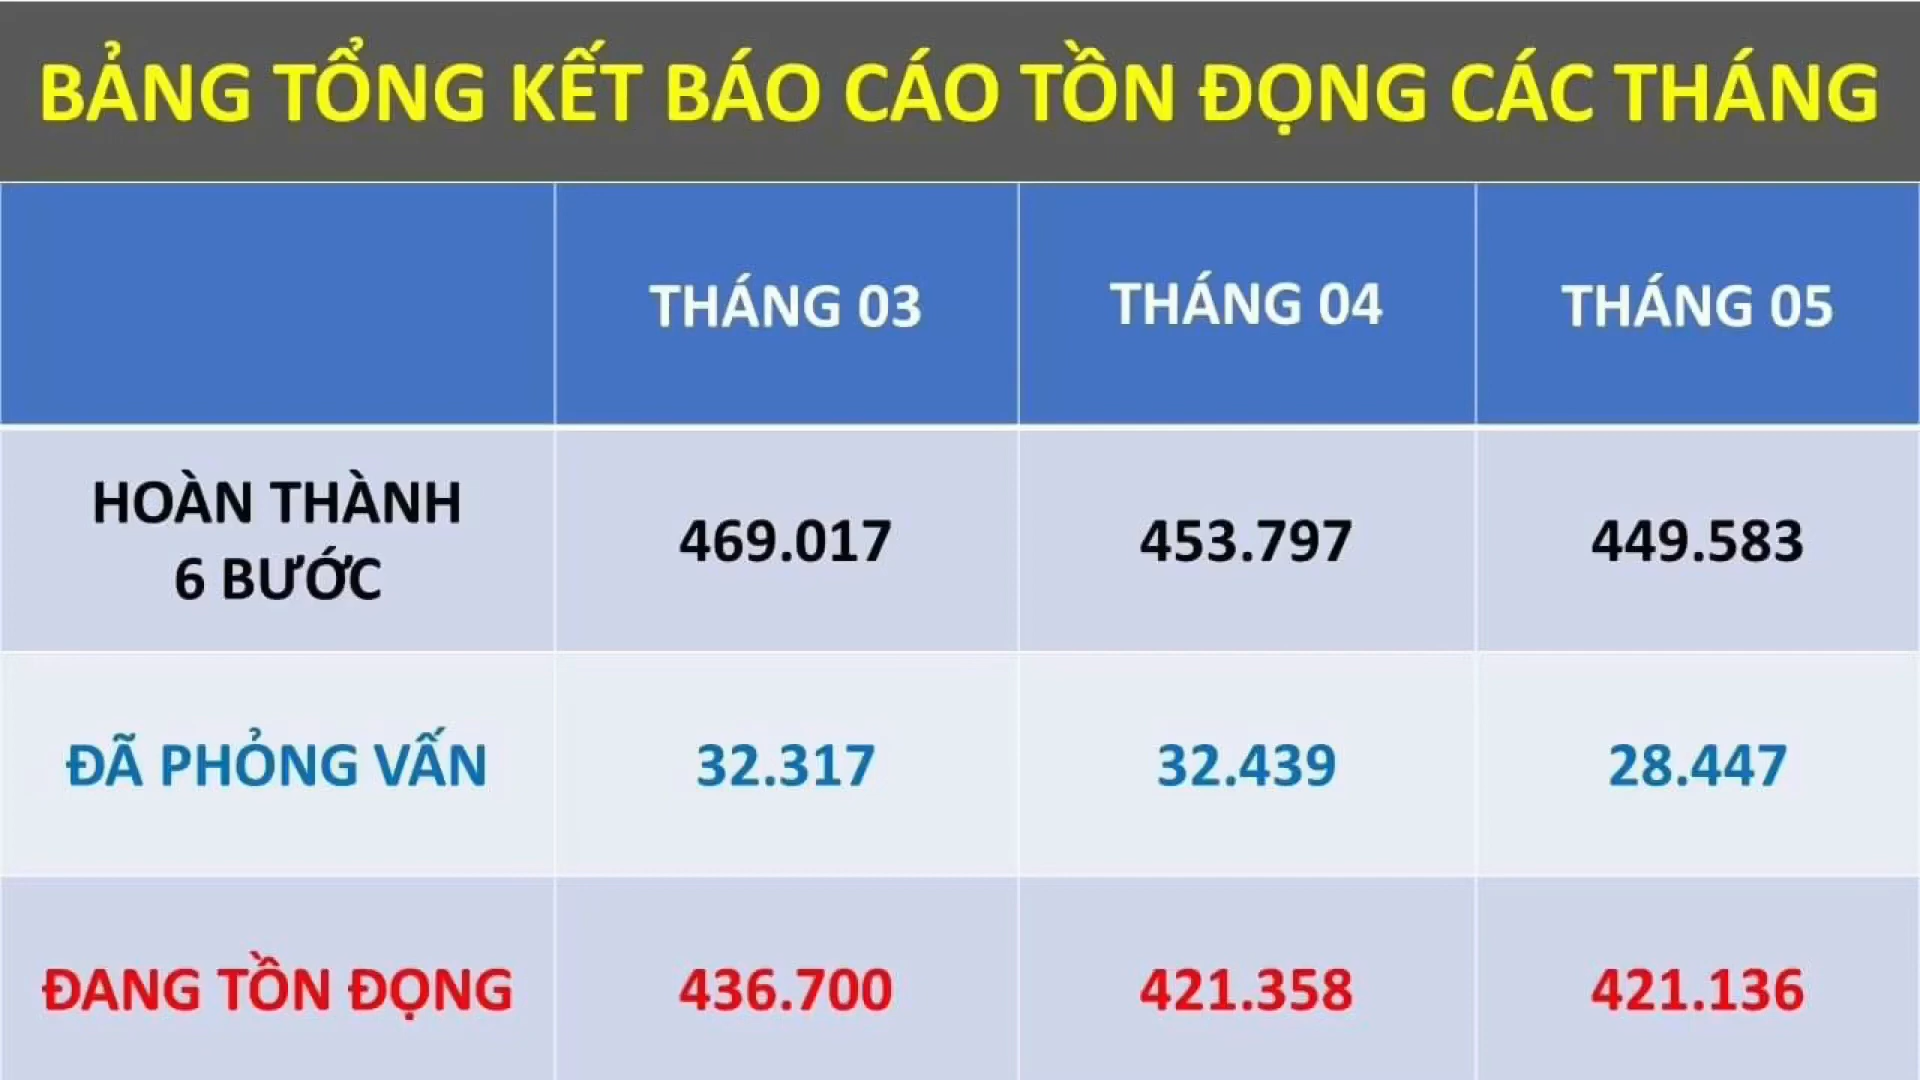 BẢNG TỔNG KẾT BÁO CÁO TỒN ĐỌNG CÁC THÁNG
THÁNG 03 THÁNG 04 THÁNG 05
HOÀN THÀNH
6 BƯỚC 469.017 453.797 449.583
ĐÃ PHỎNG VẤN 32.317 32.439 28.447
ĐANG TỒN ĐỌNG 436.700 421.358 421.136